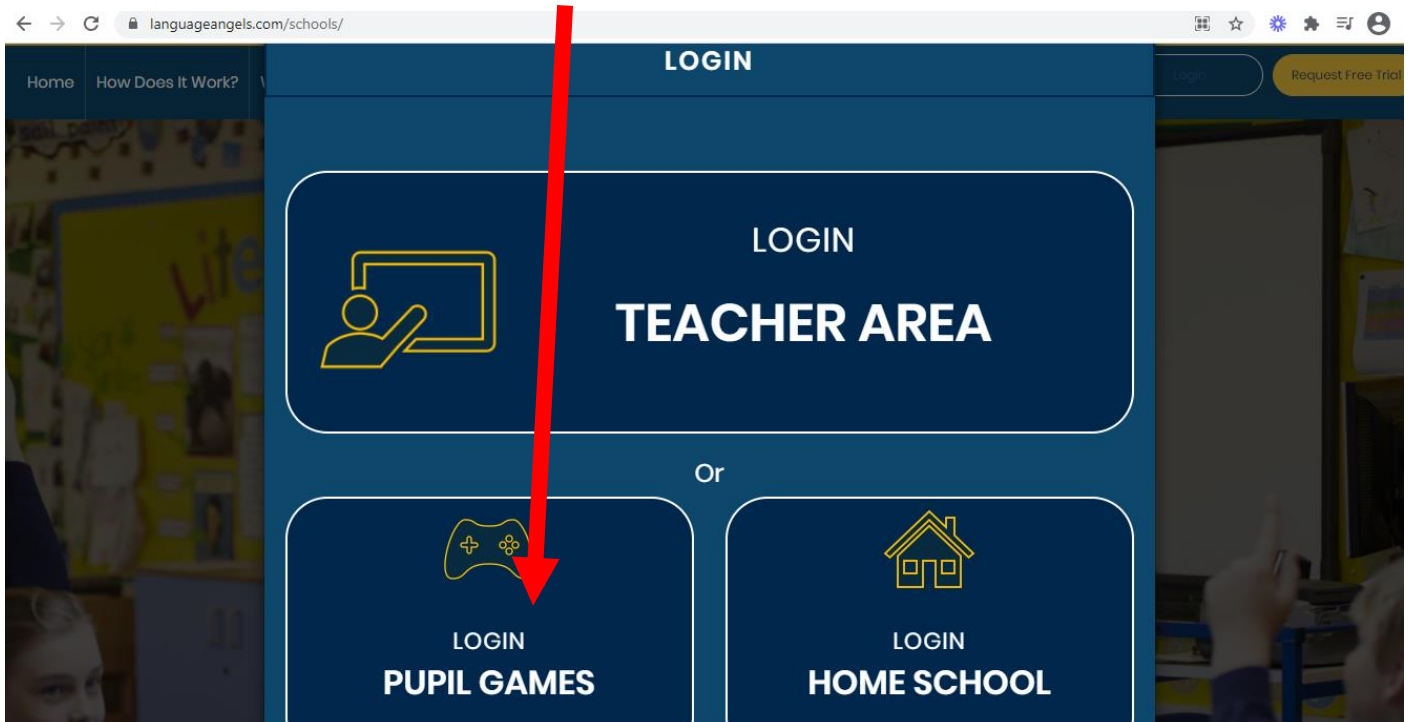 languageangels.com/schools/
LOGIN
Home How Does It Work?
Login
Request Free Trial
LOGIN
TEACHER AREA
Or
LOGIN
PUPIL GAMES
LOGIN
HOME SCHOOL